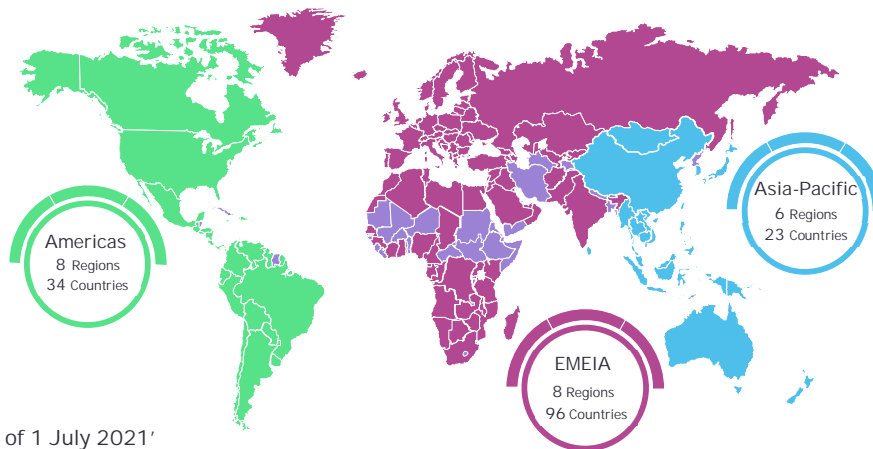 Americas
8 Regions
34 Countries
Asia-Pacific
6 Regions
23 Countries
EMEIA
8 Regions
96 Countries
of 1 July 2021′